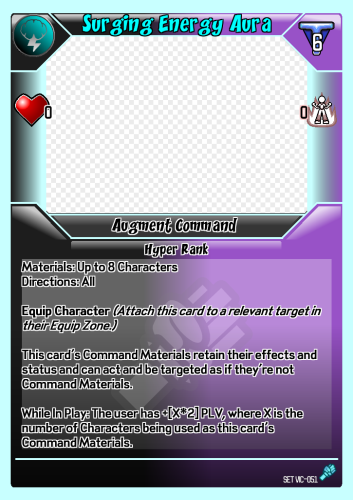 Surging Energy Aura
6
0
0
Augment Command
Hyper Rank
Materials: Up to 8 Characters
Directions: All
Equip Character (Attach this card to a relevant target in
their Equip Zone.)
This card's Command Materials retain their effects and
status and can act and be targeted as if they're not
Command Materials.
While In Play: The user has +[X*2] PLV, where X is the
number of Characters being used as this card's
Command Materials.
SET VIC-051